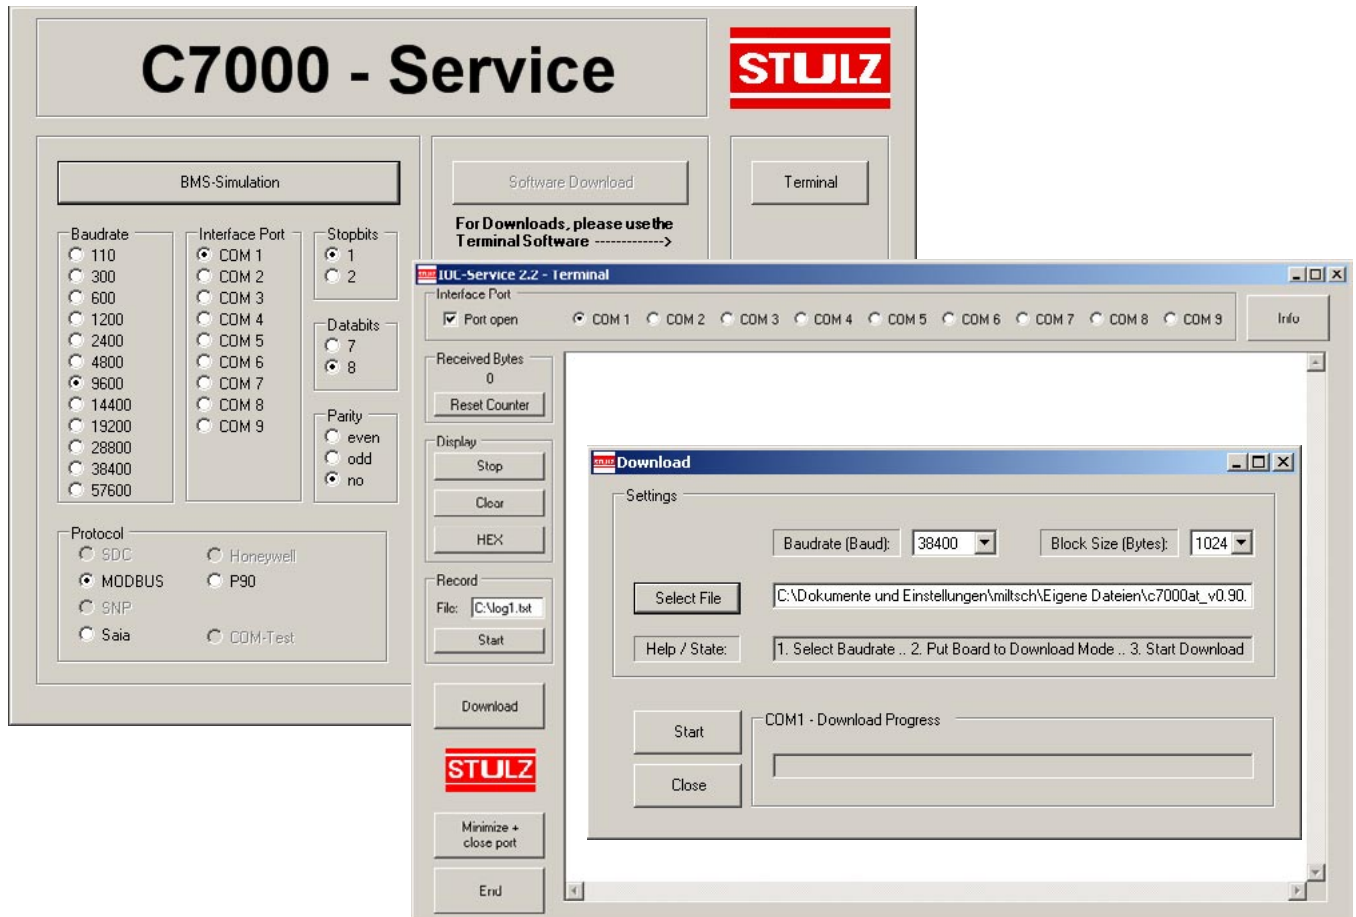 C7000 - Service
STULZ
BMS-Simulation
Software Download
Terminal
For Downloads, please use the
Terminal Software ------------->
Baudrate
110
300
600
1200
2400
4800
9600
14400
19200
28800
38400
57600
Interface Port
COM 1
COM 2
COM 3
COM 4
COM 5
COM 6
COM 7
COM 8
COM 9
Stopbits
1
2
Databits
7
8
Parity
even
odd
no
Protocol
SDC
Honeywell
MODBUS
P90
SNP
Saia
COM-Test
IOC-Service 2.2 - Terminal
Interface Port
Port open
COM 1 COM 2 COM 3 COM 4 COM 5 COM 6 COM 7 COM 8 COM 9
Info
Received Bytes
0
Reset Counter
Display
Stop
Clear
HEX
Record
File: C:\log1.txt
Start
Download
STULZ
Minimize +
close port
End
STULZ Download
Settings
Baudrate (Baud): 38400 Block Size (Bytes): 1024
Select File C:\Dokumente und Einstellungen\miltsch\Eigene Dateien\c7000at_v0.90.
Help / State: 1. Select Baudrate .. 2. Put Board to Download Mode .. 3. Start Download
Start
COM1 - Download Progress
Close